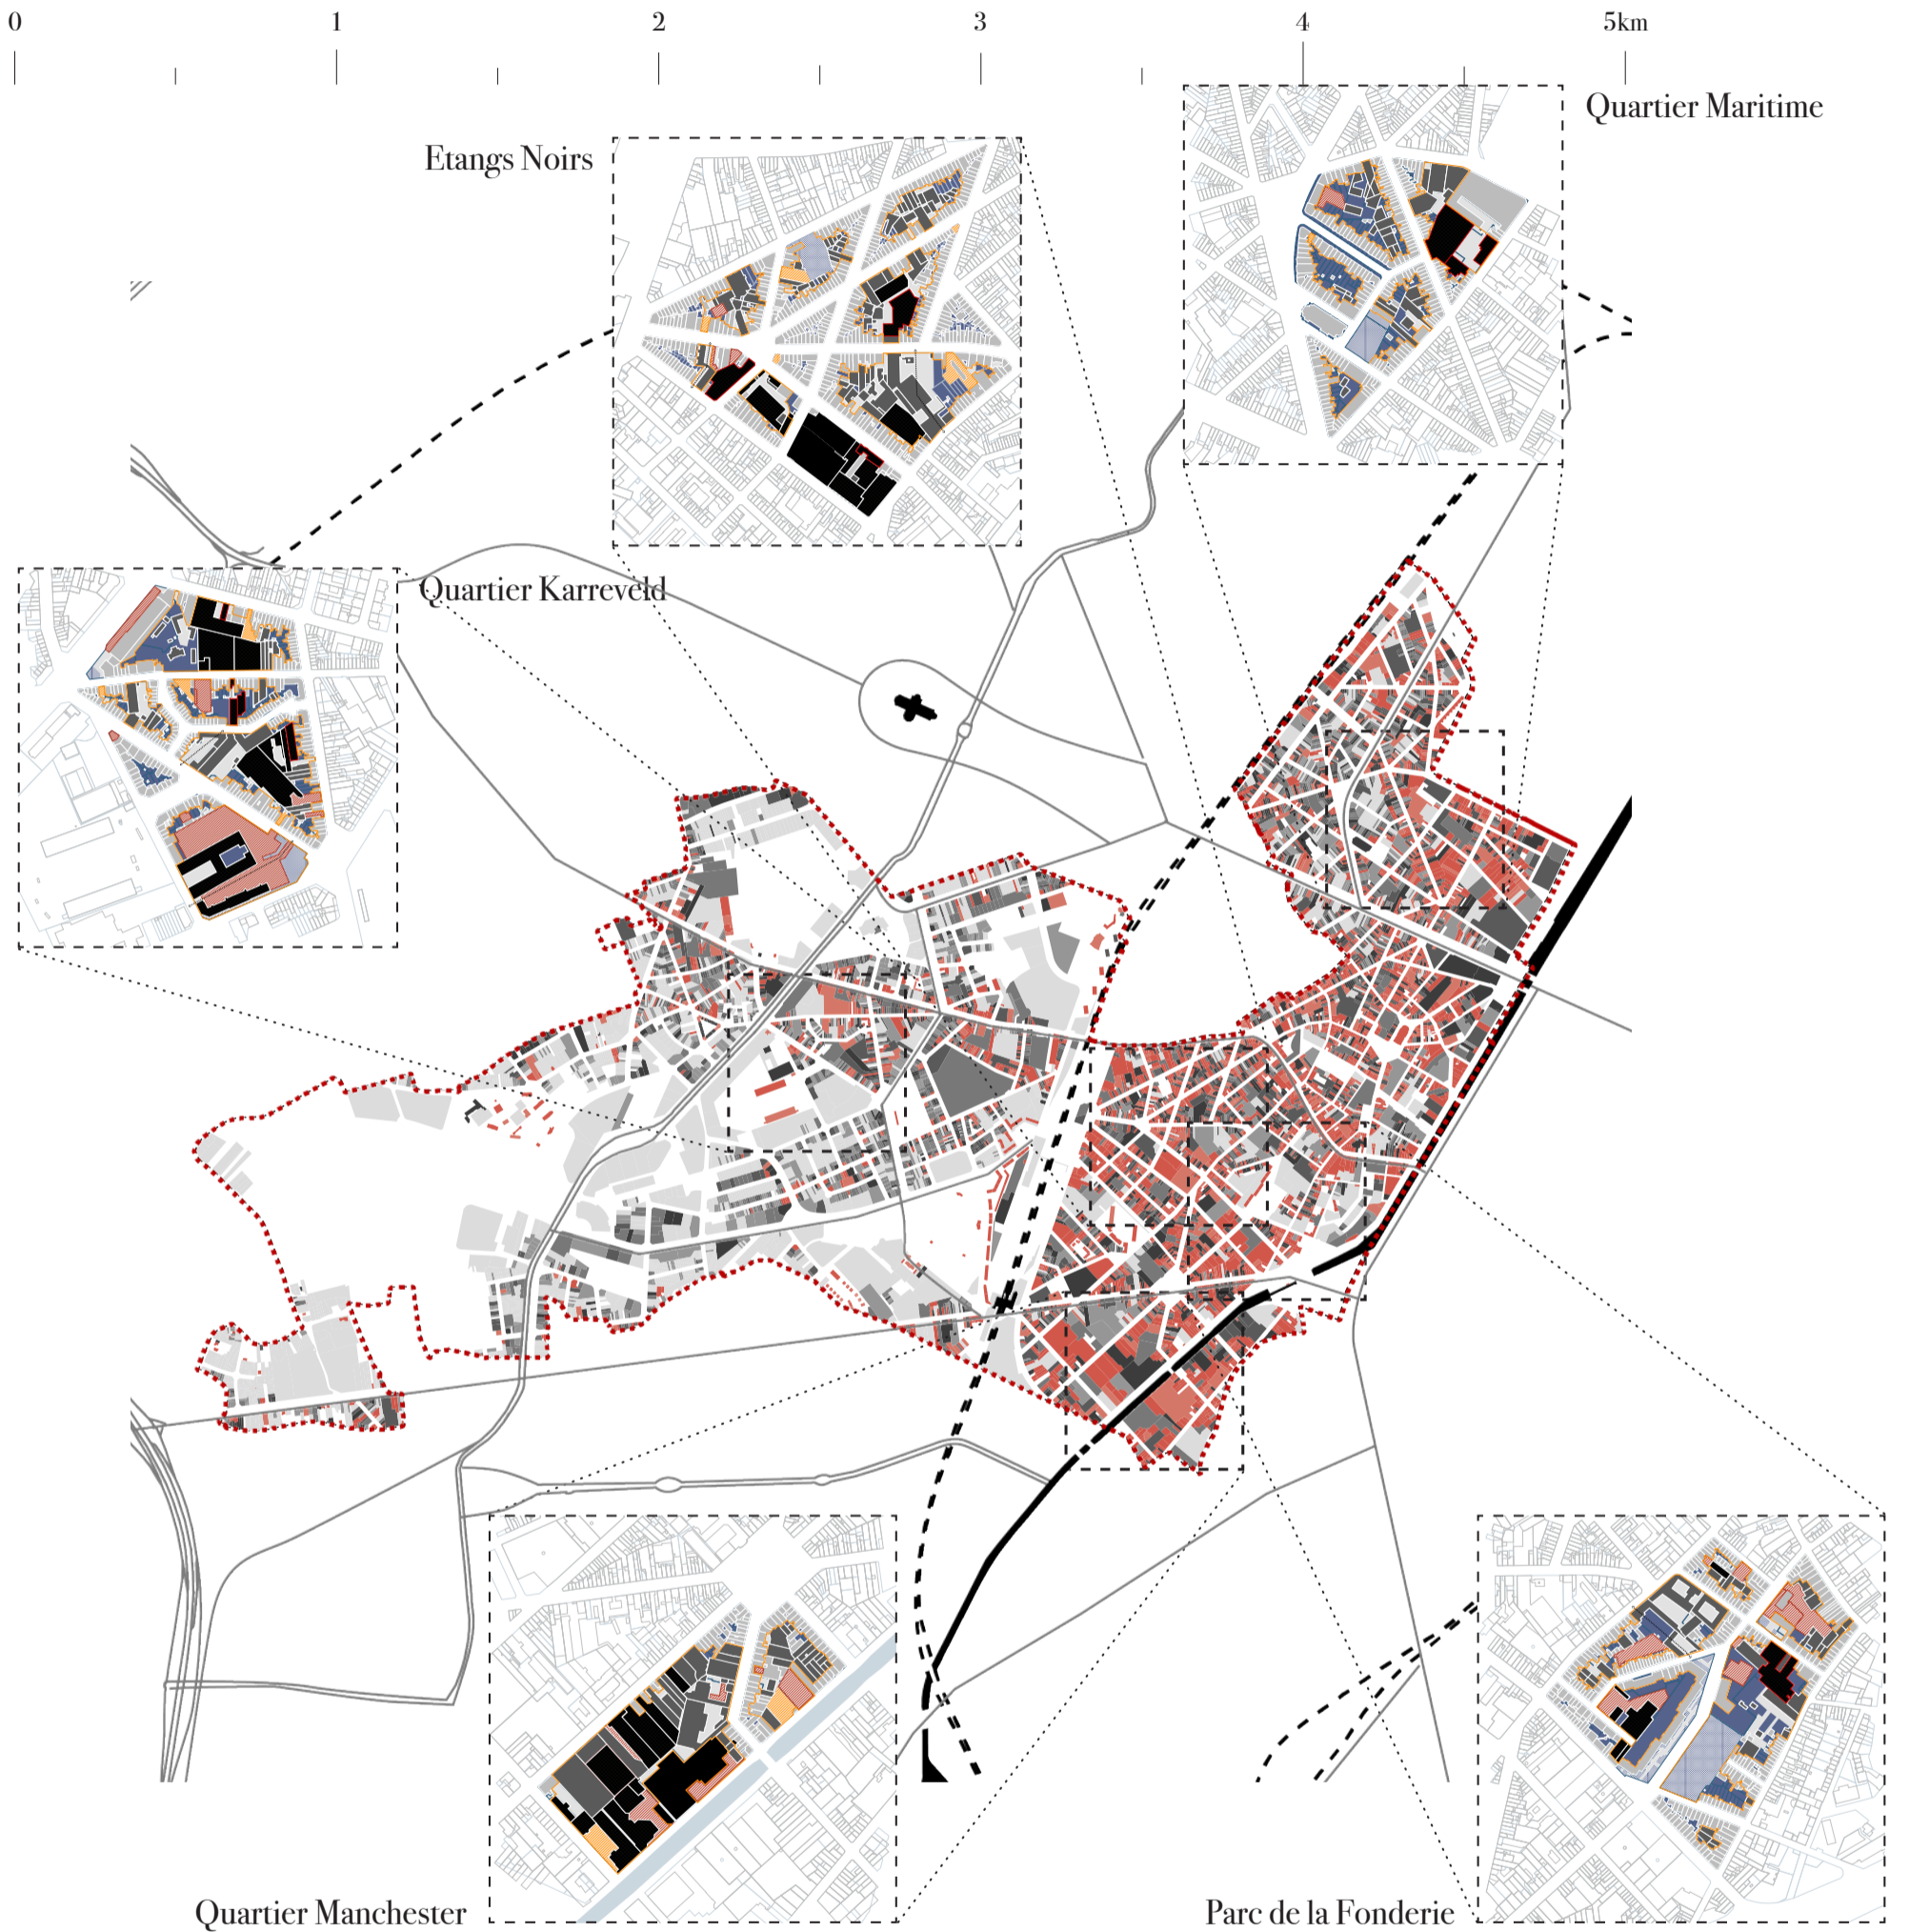 0 1 2 3 4 5km
Quartier Maritime
Etangs Noirs
Quartier Karreveld
Quartier Manchester
Parc de la Fonderie